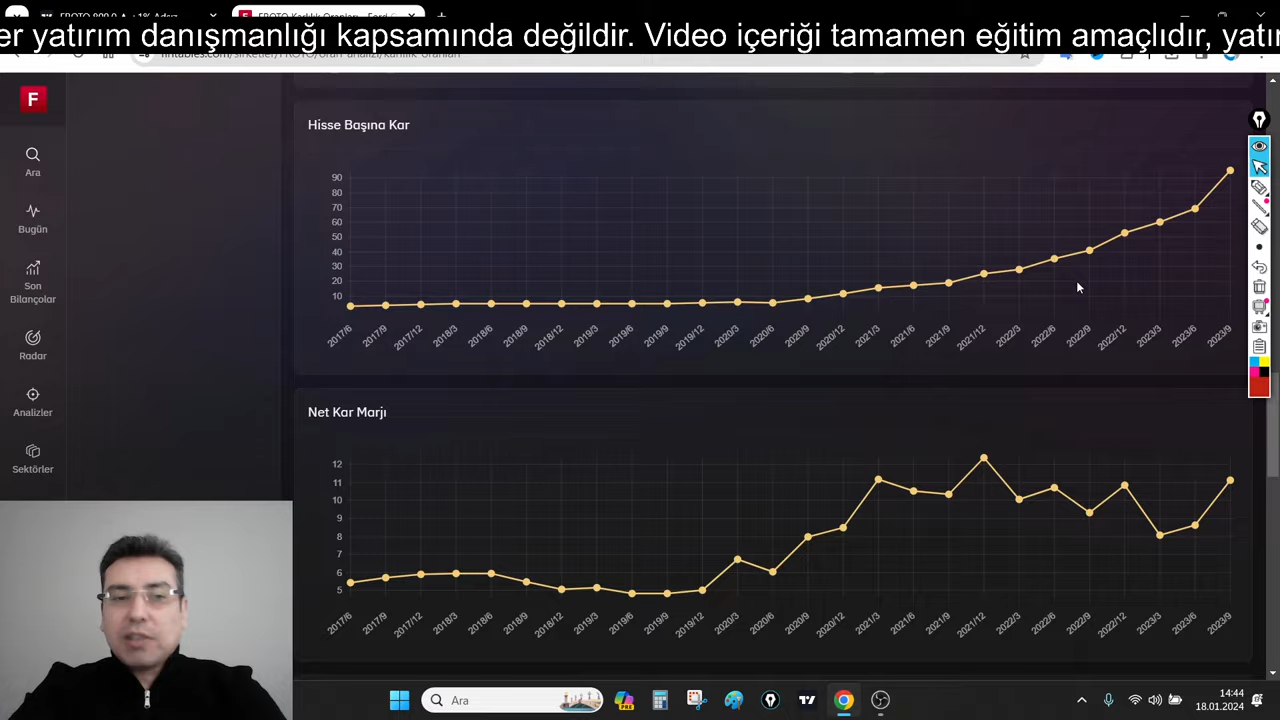 er yatırım danışmanlığı kapsamında değildir. Video içeriği tamamen eğitim amaçlıdır, yatır
F
Ara
Bugün
Son
Bilançolar
Radar
Analizler
Sektörler
Hisse Başına Kar
90
80
70
60
50
40
30
20
10
2017/6 2017/9 2017/12 2018/3 2018/6 2018/9 2018/12 2019/3 2019/6 2019/9 2019/12 2020/3 2020/6 2020/9 2020/12 2021/3 2021/6 2021/9 2021/12 2022/3 2022/6 2022/9 2022/12 2023/3 2023/6 2023/9
Net Kar Marjı
12
11
10
9
8
7
6
5
2017/6 2017/9 2017/12 2018/3 2018/6 2018/9 2018/12 2019/3 2019/6 2019/9 2019/12 2020/3 2020/6 2020/9 2020/12 2021/3 2021/6 2021/9 2021/12 2022/3 2022/6 2022/9 2022/12 2023/3 2023/6 2023/9
Ara
14:44
18.01.2024